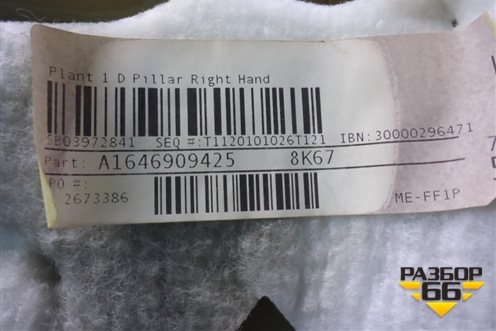 Plant 1 D Pillar Right Hand
SB03972841 SEQ #:T1120101026T121 IBN:30000296471
Part: A1646909425 8K67
PO #:
2673386
ME-FF1P
РАЗБОР
66